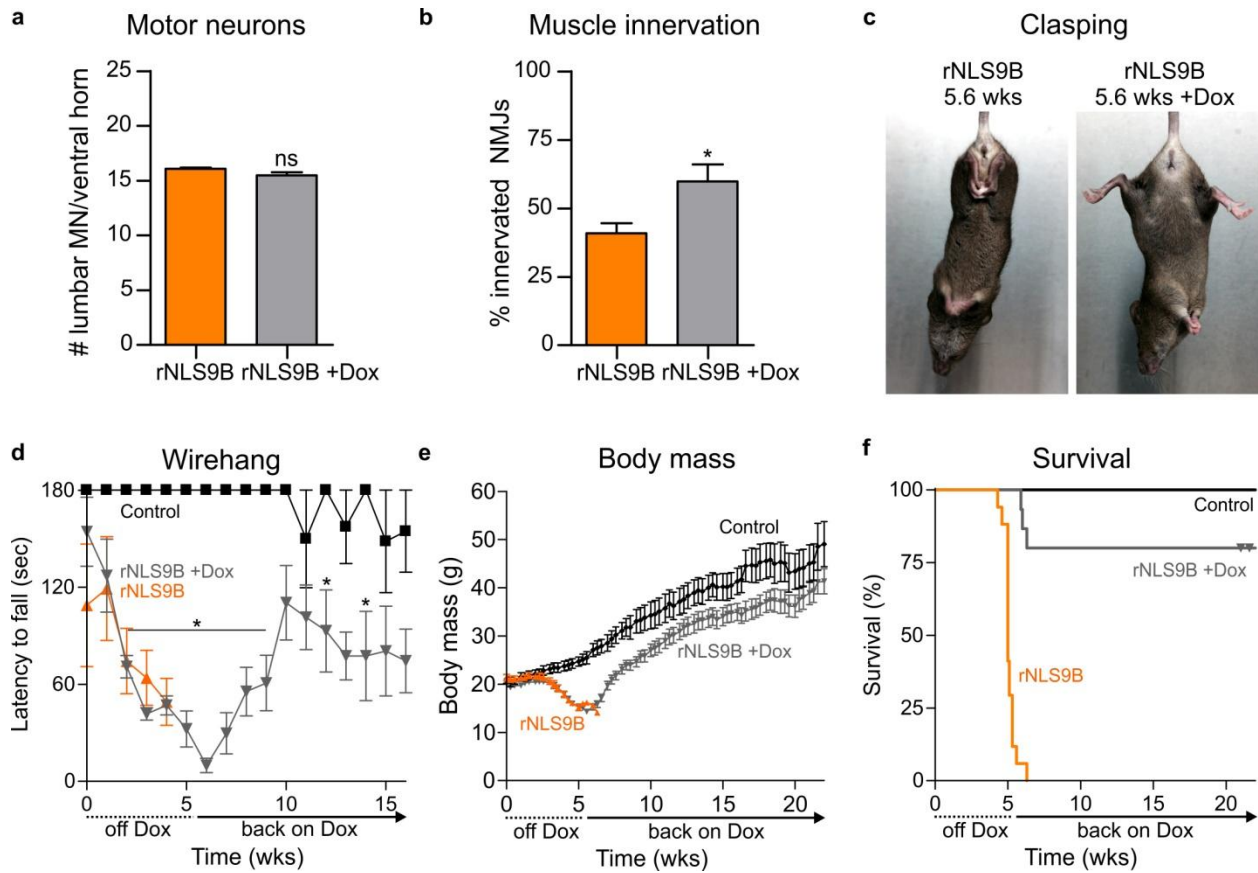 a
Motor neurons
# lumbar MN/ventral horn
25
20
15
10
5
0
ns
rNLS9B
rNLS9B +Dox
b
Muscle innervation
% innervated NMJs
100
75
50
25
0
*
rNLS9B
rNLS9B +Dox
c
Clasping
rNLS9B
5.6 wks
rNLS9B
5.6 wks +Dox
d
Wirehang
Latency to fall (sec)
180
120
60
0
Control
rNLS9B +Dox
rNLS9B
*
*
*
0 5 10 15
off Dox back on Dox
Time (wks)
e
Body mass
Body mass (g)
60
50
40
30
20
10
0
Control
rNLS9B +Dox
rNLS9B
0 5 10 15 20
off Dox back on Dox
Time (wks)
f
Survival
Survival (%)
100
75
50
25
0
Control
rNLS9B +Dox
rNLS9B
0 5 10 15 20
off Dox back on Dox
Time (wks)